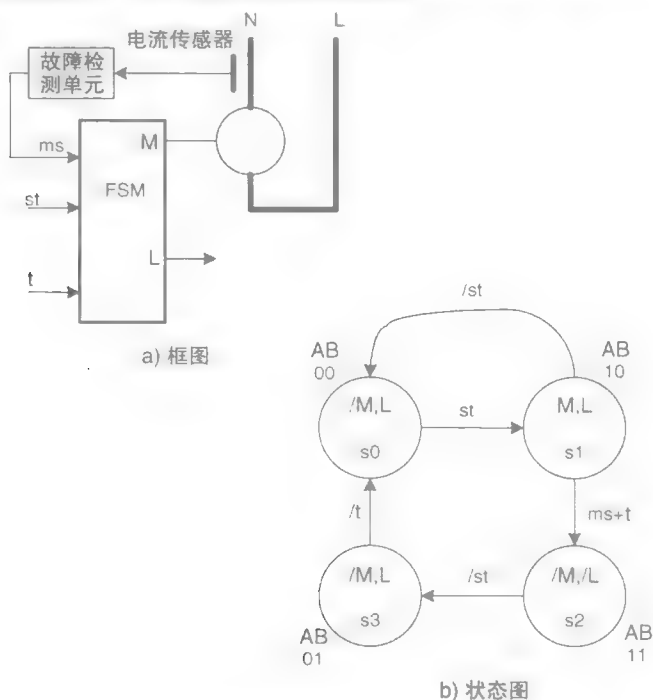 N
L
电流传感器
故障检
测单元
ms
M
FSM
st
L
t
a) 框图
/st
AB
00
AB
10
/M,L
st
M,L
s0
s1
/t
ms+t
/M,L
/st
/M,/L
s3
s2
AB
01
AB
11
b) 状态图